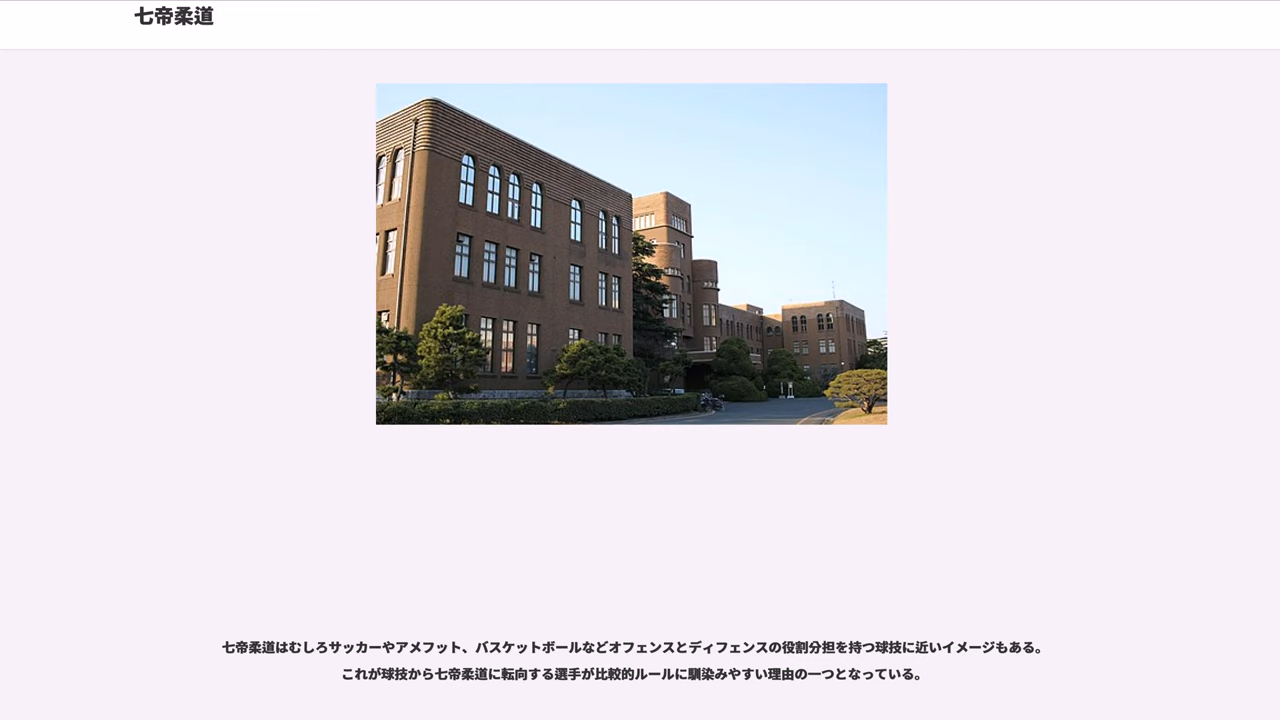 七帝柔道
七帝柔道はむしろサッカーやアメフット、バスケットボールなどオフェンスとディフェンスの役割分担を持つ球技に近いイメージもある。
これが球技から七帝柔道に転向する選手が比較的ルールに馴染みやすい理由の一つとなっている。